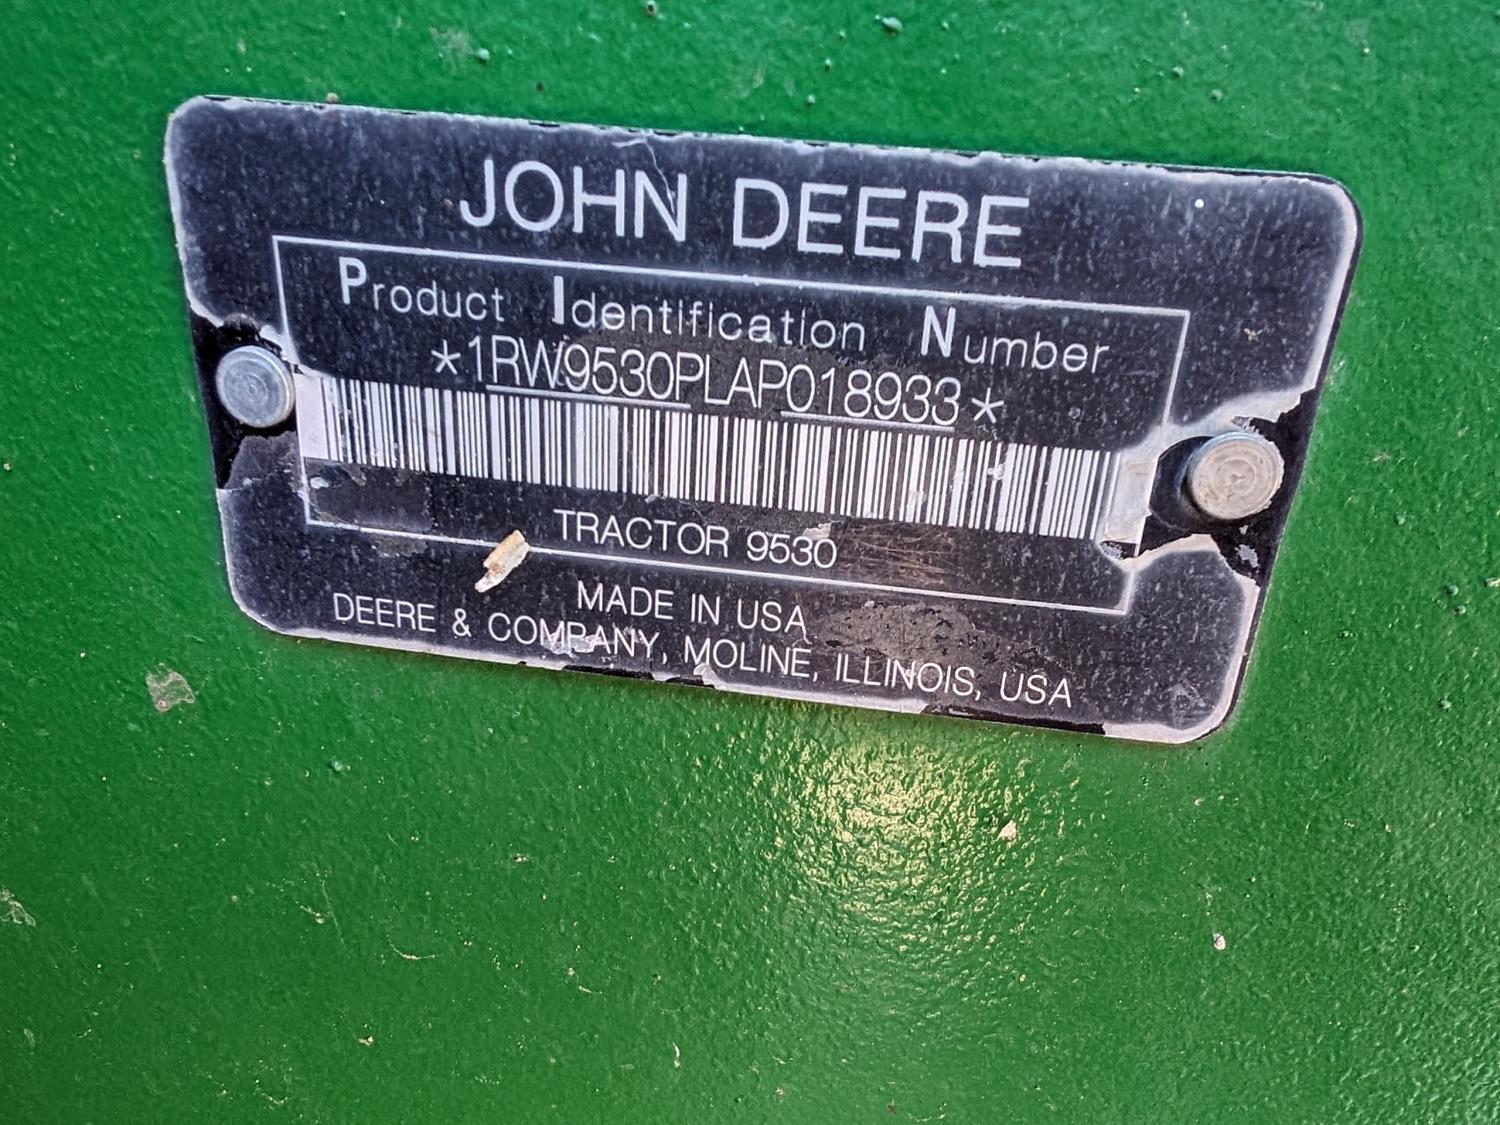 JOHN DEERE
Product Identification Number
*1RW9530PLAP018933*
TRACTOR 9530
MADE IN USA
DEERE & COMPANY, MOLINE, ILLINOIS, USA